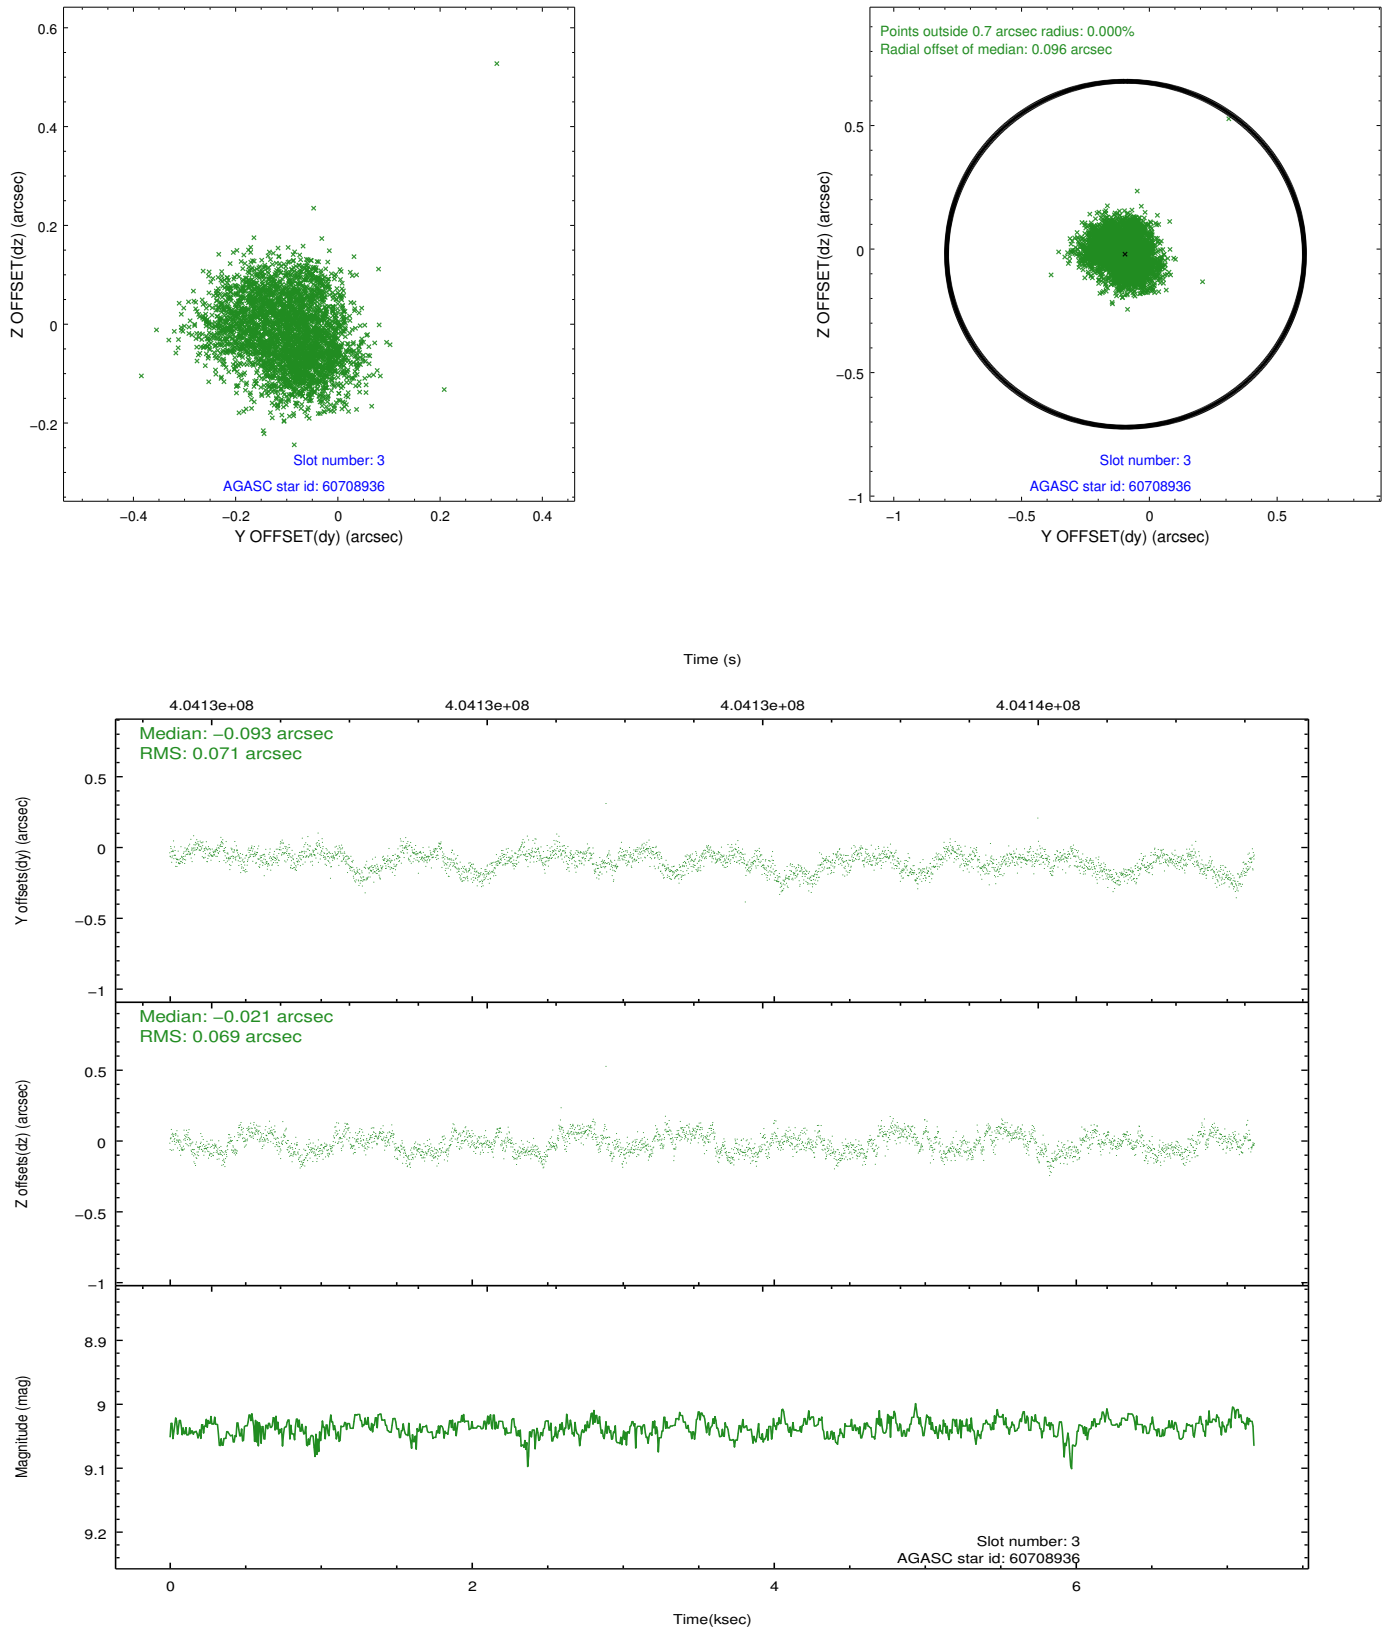 0.6
0.4
0.2
0
−0.2
Z OFFSET(dz) (arcsec)
−0.4
−0.2
0
0.2
0.4
Y OFFSET(dy) (arcsec)
Slot number: 3
AGASC star id: 60708936
Points outside 0.7 arcsec radius: 0.000%
Radial offset of median: 0.096 arcsec
0.5
0
−0.5
−1
Z OFFSET(dz) (arcsec)
−1
−0.5
0
0.5
Y OFFSET(dy) (arcsec)
Slot number: 3
AGASC star id: 60708936
Time (s)
4.0413e+08
4.0413e+08
4.0413e+08
4.0414e+08
Median: −0.093 arcsec
RMS: 0.071 arcsec
0.5
0
−0.5
−1
Y offsets(dy) (arcsec)
Median: −0.021 arcsec
RMS: 0.069 arcsec
0.5
0
−0.5
−1
Z offsets(dz) (arcsec)
8.9
9
9.1
9.2
Magnitude (mag)
Slot number: 3
AGASC star id: 60708936
0
2
4
6
Time(ksec)